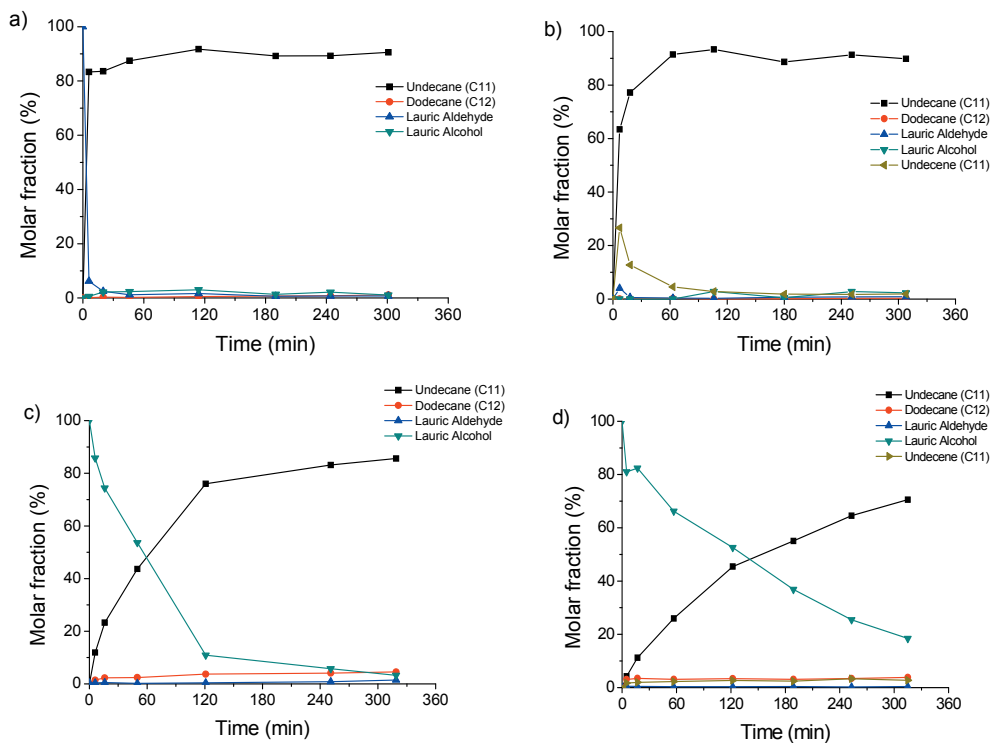 a)
Molar fraction (%)
100
80
60
40
20
0
0 60 120 180 240 300 360
Time (min)
Undecane (C11)
Dodecane (C12)
Lauric Aldehyde
Lauric Alcohol
b)
Molar fraction (%)
100
80
60
40
20
0
0 60 120 180 240 300 360
Time (min)
Undecane (C11)
Dodecane (C12)
Lauric Aldehyde
Lauric Alcohol
Undecene (C11)
c)
Undecane (C11)
Dodecane (C12)
Lauric Aldehyde
Lauric Alcohol
Molar fraction (%)
100
80
60
40
20
0
0 60 120 180 240 300 360
Time (min)
d)
Undecane (C11)
Dodecane (C12)
Lauric Aldehyde
Lauric Alcohol
Undecene (C11)
Molar fraction (%)
100
80
60
40
20
0
0 60 120 180 240 300 360
Time (min)